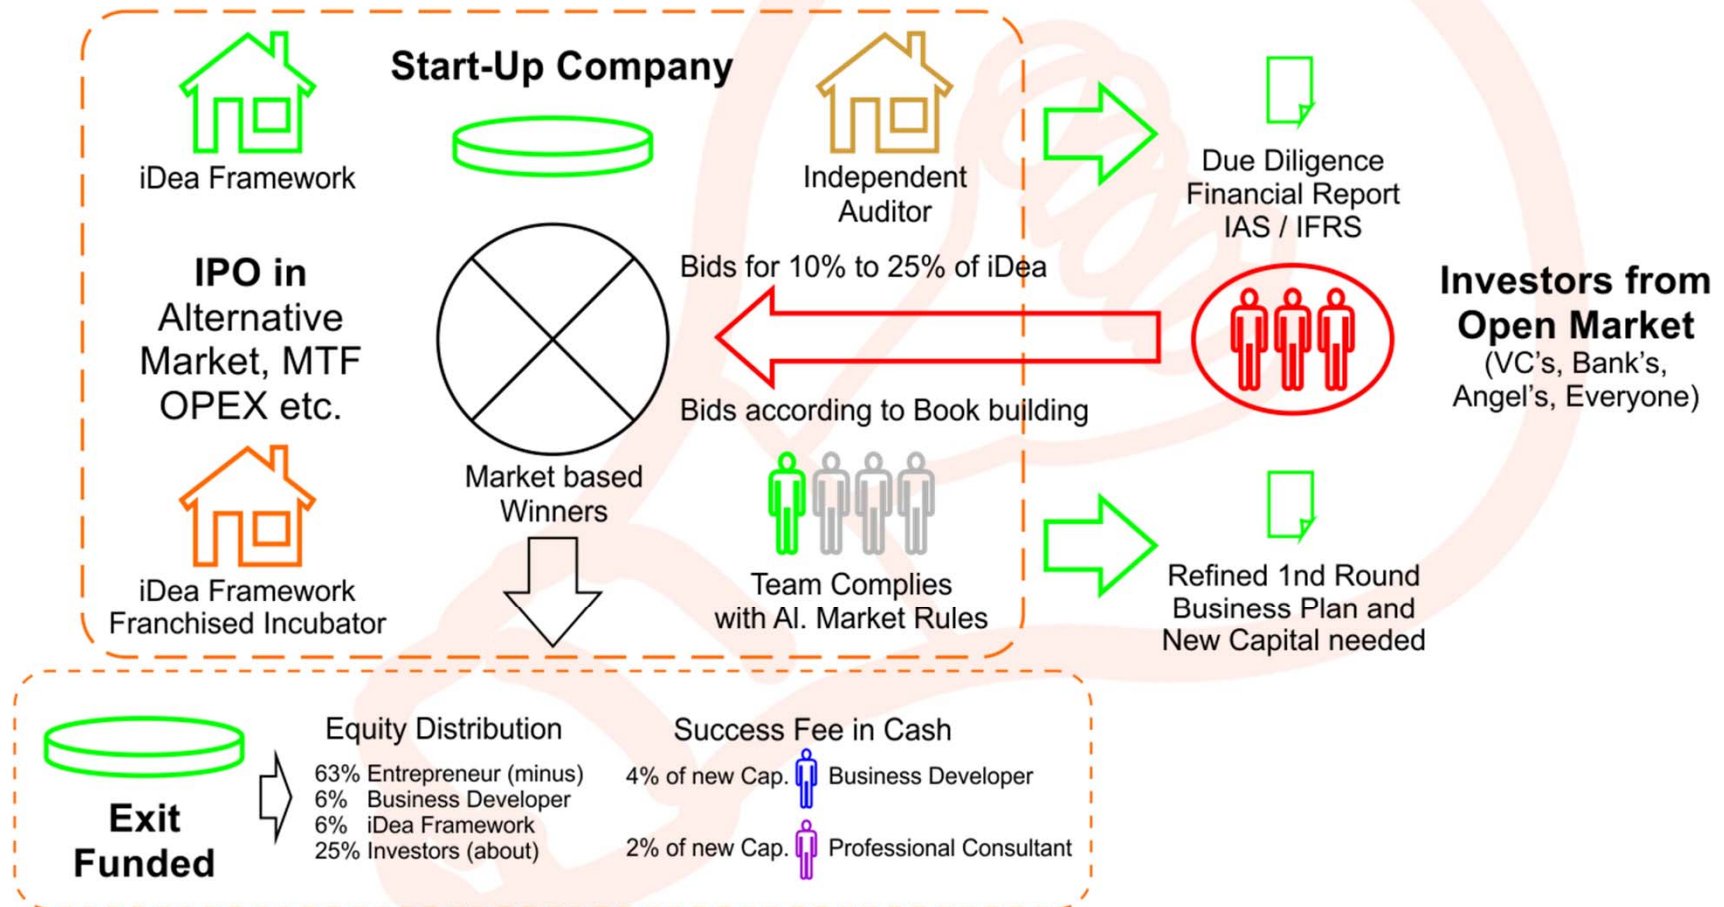 Start-Up Company
iDea Framework
Independent
Auditor
Due Diligence
Financial Report
IAS / IFRS
IPO in
Alternative
Market, MTF
OPEX etc.
Bids for 10% to 25% of iDea
Bids according to Book building
Investors from
Open Market
(VC's, Bank's,
Angel's, Everyone)
Market based
Winners
iDea Framework
Franchised Incubator
Team Complies
with Al. Market Rules
Refined 1nd Round
Business Plan and
New Capital needed
Exit
Funded
Equity Distribution
63% Entrepreneur (minus)
6% Business Developer
6% iDea Framework
25% Investors (about)
Success Fee in Cash
4% of new Cap. Business Developer
2% of new Cap. Professional Consultant